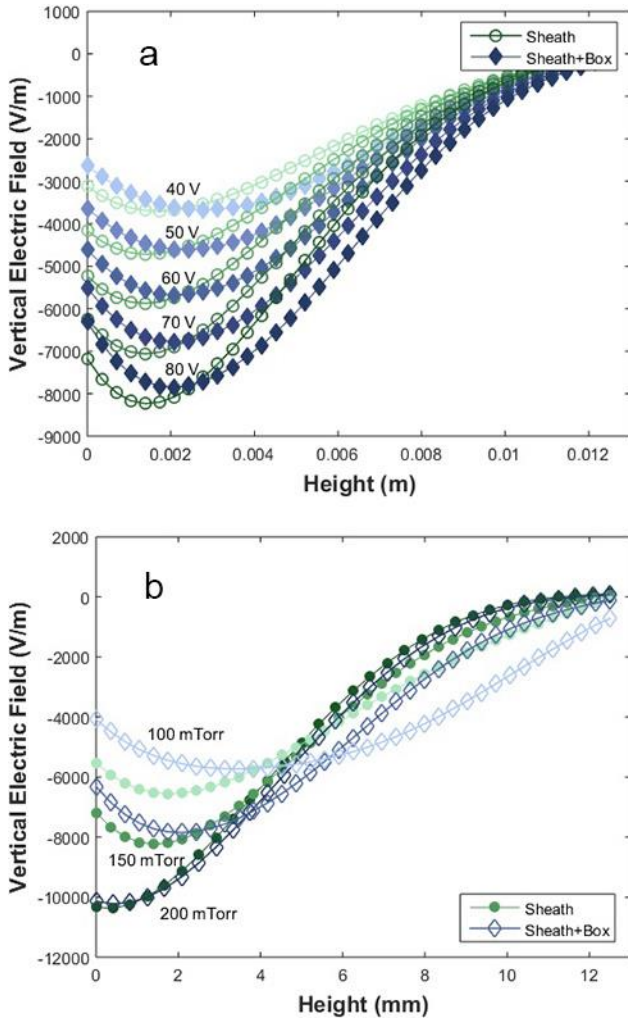 a
Sheath
Sheath+Box
1000
0
-1000
-2000
-3000
-4000
-5000
-6000
-7000
-8000
-9000
Vertical Electric Field (V/m)
40 V
50 V
60 V
70 V
80 V
0 0.002 0.004 0.006 0.008 0.01 0.012
Height (m)
b
2000
0
-2000
-4000
-6000
-8000
-10000
-12000
Vertical Electric Field (V/m)
100 mTorr
150 mTorr
200 mTorr
Sheath
Sheath+Box
0 2 4 6 8 10 12
Height (mm)